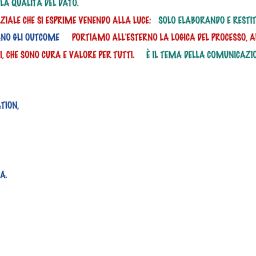 LA QUALITÀ DEL DATO.
ZIALE CHE SI ESPRIME VENENDO ALLA LUCE: SOLO ELABORANDO E RESTIT
NO GLI OUTCOME PORTIAMO ALL'ESTERNO LA LOGICA DEL PROCESSO, A
I, CHE SONO CURA E VALORE PER TUTTI. È IL TEMA DELLA COMUNICAZIO
TION,
A.